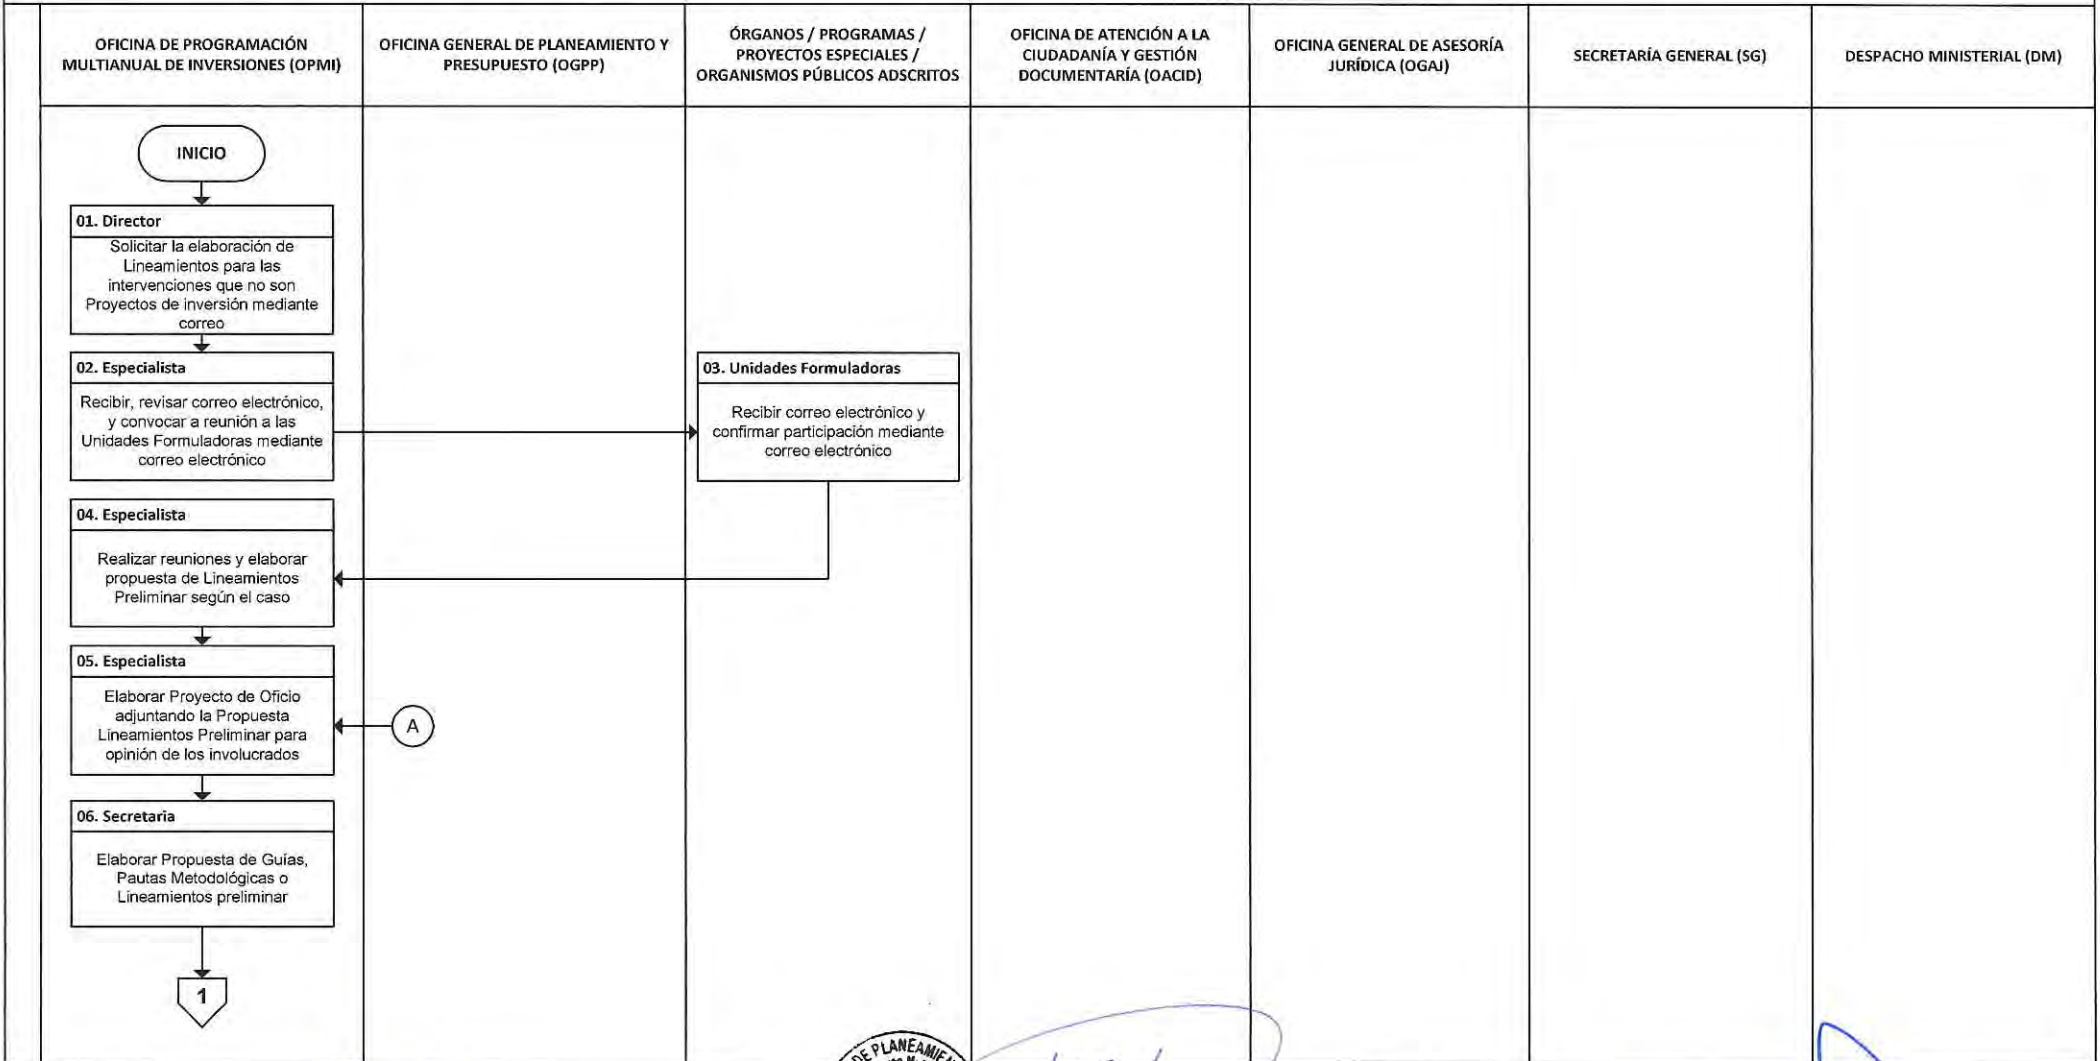 OFICINA DE PROGRAMACIÓN
MULTIANUAL DE INVERSIONES (OPMI)
OFICINA GENERAL DE PLANEAMIENTO Y
PRESUPUESTO (OGPP)
ÓRGANOS / PROGRAMAS /
PROYECTOS ESPECIALES /
ORGANISMOS PÚBLICOS ADSCRITOS
OFICINA DE ATENCIÓN A LA
CIUDADANÍA Y GESTIÓN
DOCUMENTARÍA (OACID)
OFICINA GENERAL DE ASESORÍA
JURÍDICA (OGAJ)
SECRETARÍA GENERAL (SG)
DESPACHO MINISTERIAL (DM)
INICIO
01. Director
Solicitar la elaboración de
Lineamientos para las
intervenciones que no son
Proyectos de inversión mediante
correo
02. Especialista
Recibir, revisar correo electrónico,
y convocar a reunión a las
Unidades Formuladoras mediante
correo electrónico
03. Unidades Formuladoras
Recibir correo electrónico y
confirmar participación mediante
correo electrónico
04. Especialista
Realizar reuniones y elaborar
propuesta de Lineamientos
Preliminar según el caso
05. Especialista
Elaborar Proyecto de Oficio
adjuntando la Propuesta
Lineamientos Preliminar para
opinión de los involucrados
A
06. Secretaria
Elaborar Propuesta de Guías,
Pautas Metodológicas o
Lineamientos preliminar
1
DE PLANEAMIEN